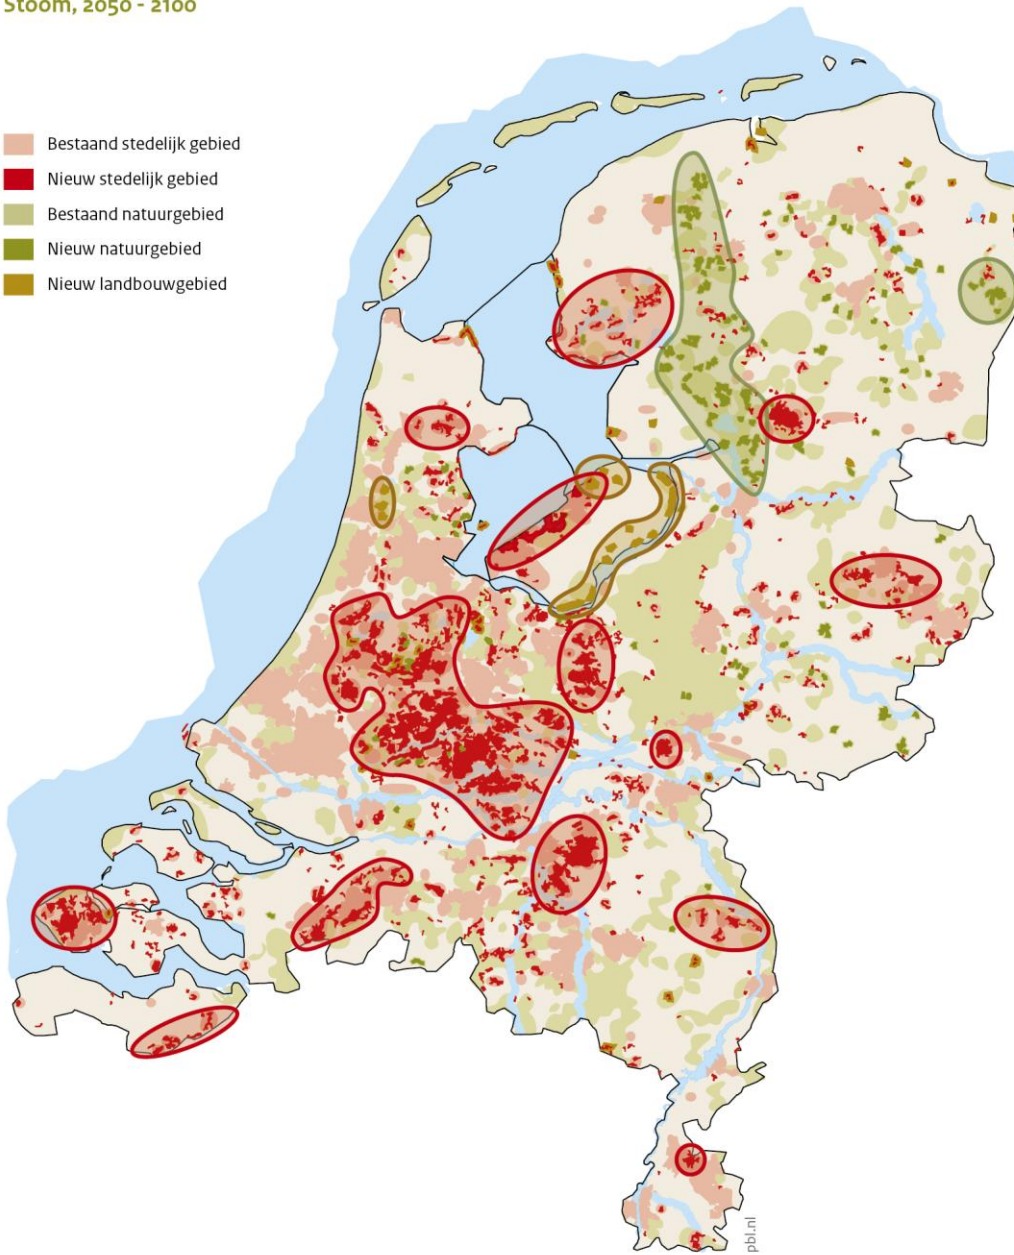 Stoom, 2050 - 2100
Bestaand stedelijk gebied
Nieuw stedelijk gebied
Bestaand natuurgebied
Nieuw natuurgebied
Nieuw landbouwgebied
pbl.nl